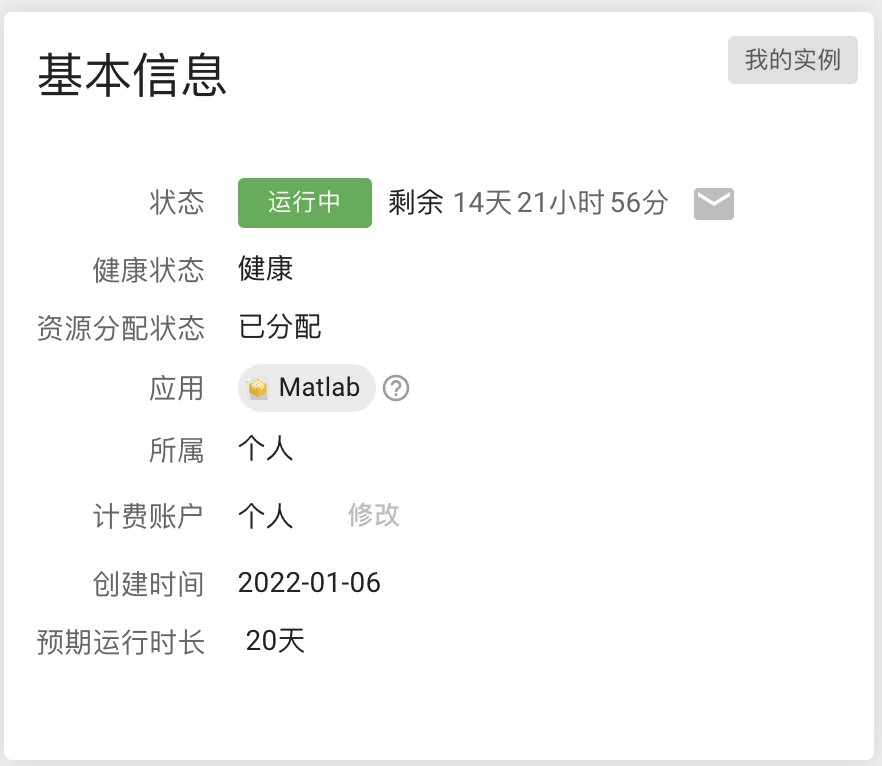 基本信息
我的实例
状态 运行中 剩余 14天 21小时 56分
健康状态 健康
资源分配状态 已分配
应用 Matlab ?
所属 个人
计费账户 个人 修改
创建时间 2022-01-06
预期运行时长 20天